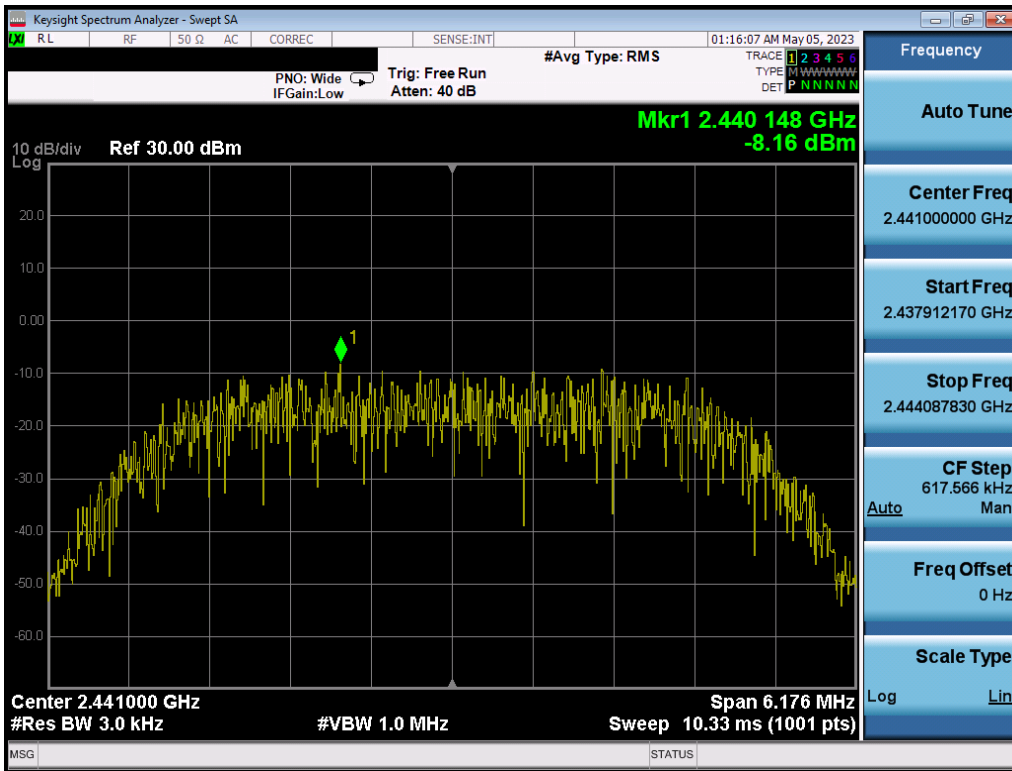 Keysight Spectrum Analyzer - Swept SA
LXI RL RF 50 Ω AC CORREC SENSE:INT 01:16:07 AM May 05, 2023
#Avg Type: RMS
TRACE 1 2 3 4 5 6
TYPE M W W W W W
DET P N N N N N
PNO: Wide
IFGain:Low
Trig: Free Run
Atten: 40 dB
Mkr1 2.440 148 GHz
-8.16 dBm
10 dB/div
Log
Ref 30.00 dBm
20.0
10.0
0.00
-10.0
-20.0
-30.0
-40.0
-50.0
-60.0
1
Center 2.441000 GHz
Span 6.176 MHz
#Res BW 3.0 kHz
#VBW 1.0 MHz
Sweep 10.33 ms (1001 pts)
MSG
STATUS
Frequency
Auto Tune
Center Freq
2.441000000 GHz
Start Freq
2.437912170 GHz
Stop Freq
2.444087830 GHz
CF Step
617.566 kHz
Auto Man
Freq Offset
0 Hz
Scale Type
Log Lin